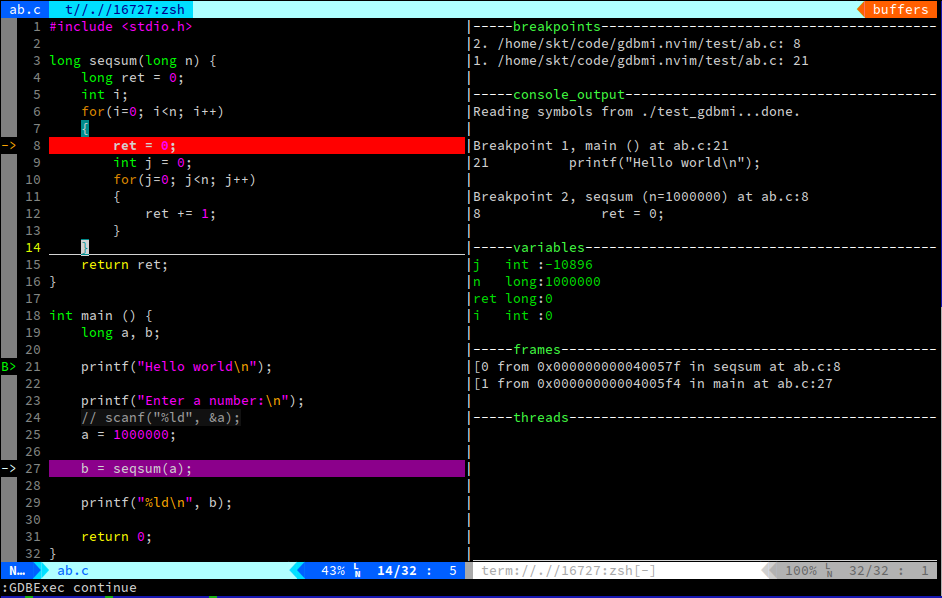 ab.c t//.//16727:zsh buffers
1 #include <stdio.h>
2
3 long seqsum(long n) {
4 long ret = 0;
5 int i;
6 for(i=0; i<n; i++)
7 {
-> 8 ret = 0;
9 int j = 0;
10 for(j=0; j<n; j++)
11 {
12 ret += 1;
13 }
14 }
15 return ret;
16 }
17
18 int main () {
19 long a, b;
20
B> 21 printf("Hello world\n");
22
23 printf("Enter a number:\n");
24 // scanf("%ld", &a);
25 a = 1000000;
26
-> 27 b = seqsum(a);
28
29 printf("%ld\n", b);
30
31 return 0;
32 }
N… ab.c 43% LN 14/32 : 5
:GDBExec continue
-----breakpoints-----
2. /home/skt/code/gdbmi.nvim/test/ab.c: 8
1. /home/skt/code/gdbmi.nvim/test/ab.c: 21
-----console_output-----
Reading symbols from ./test_gdbmi...done.
Breakpoint 1, main () at ab.c:21
21 printf("Hello world\n");
Breakpoint 2, seqsum (n=1000000) at ab.c:8
8 ret = 0;
-----variables-----
j int :-10896
n long:1000000
ret long:0
i int :0
-----frames-----
[0 from 0x000000000040057f in seqsum at ab.c:8
[1 from 0x00000000004005f4 in main at ab.c:27
-----threads-----
term://.//16727:zsh[-] 100% LN 32/32 : 1